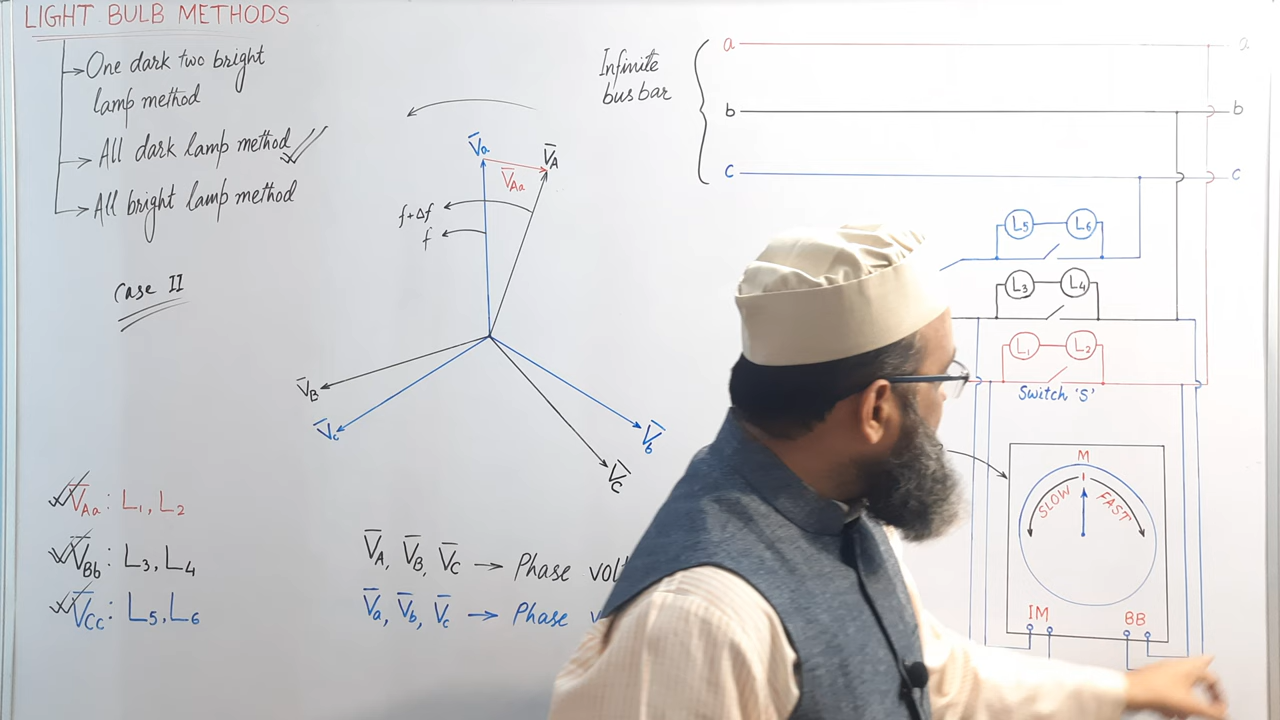 LIGHT BULB METHODS
One dark two bright
lamp method
All dark lamp method
All bright lamp method
Case II
V̅a
V̅A
V̅Aa
f+Δf
f
V̅B
V̅c
V̅b
V̅C
V̅Aa : L1, L2
V̅Bb : L3, L4
V̅Cc : L5, L6
V̅A, V̅B, V̅C → Phase
V̅a, V̅b, V̅c → Phase
Infinite
bus bar
a a
b b
c c
L5 L6
L3 L4
L1 L2
Switch 'S'
M
SLOW FAST
IM BB